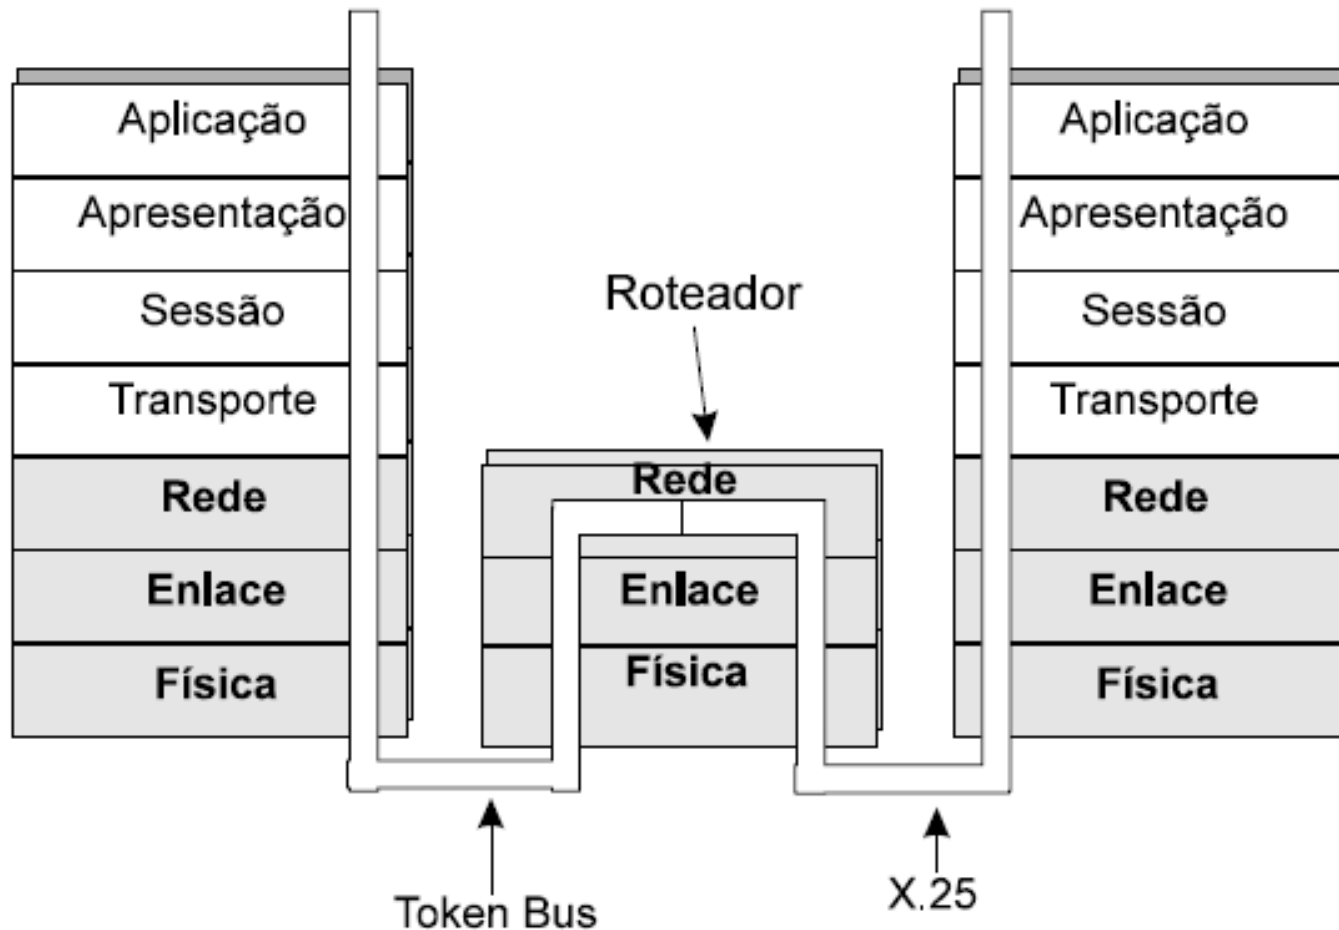 Aplicação
Apresentação
Sessão
Transporte
Rede
Enlace
Física
Roteador
Rede
Enlace
Física
Aplicação
Apresentação
Sessão
Transporte
Rede
Enlace
Física
Token Bus
X.25